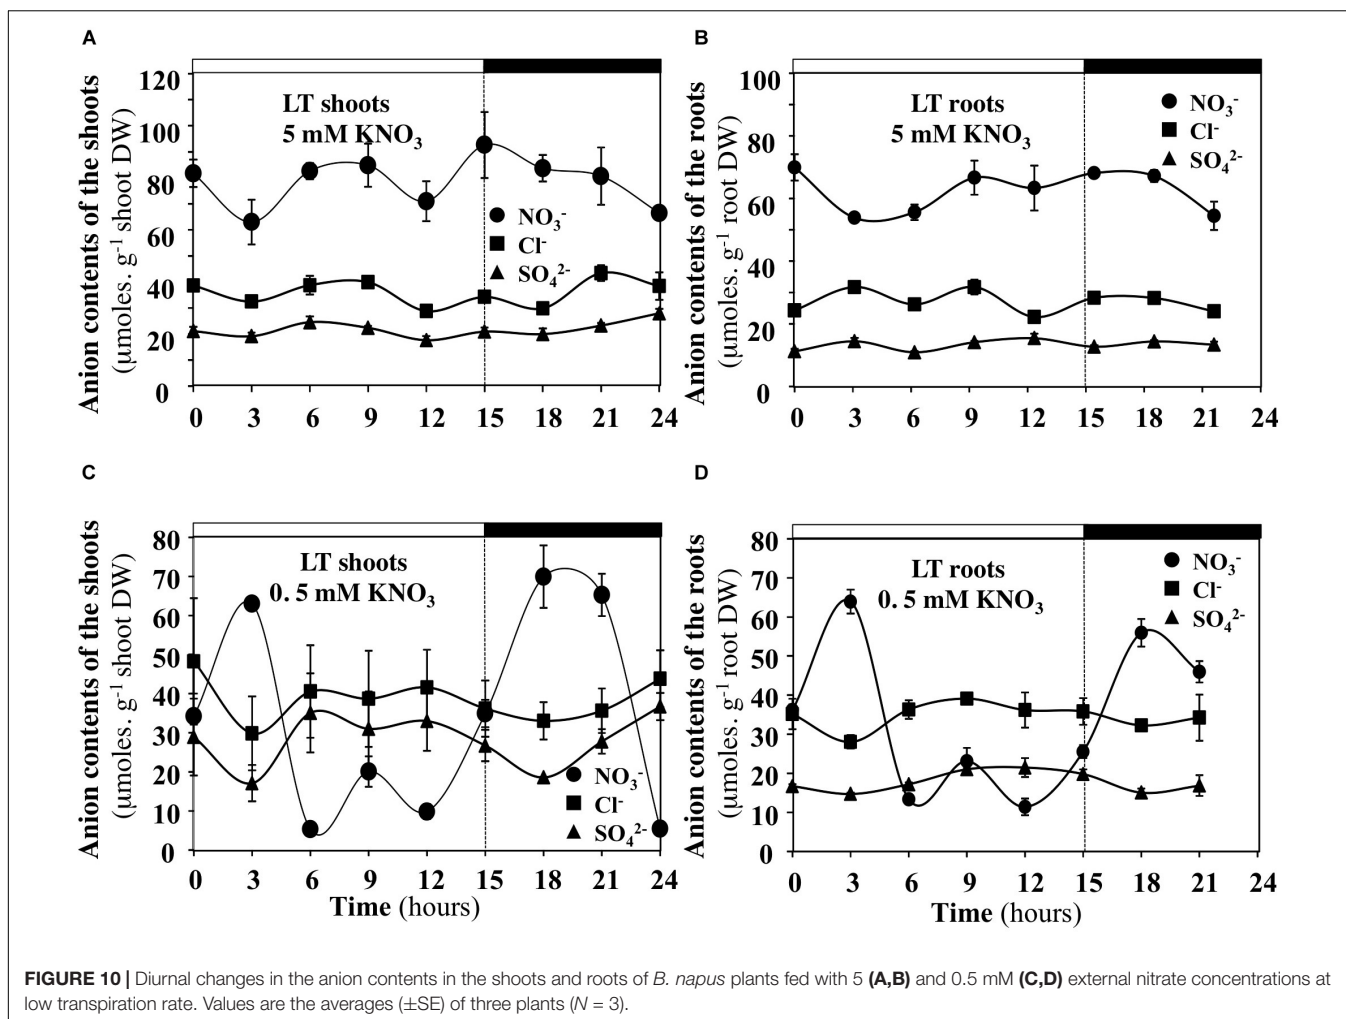 A
Anion contents of the shoots
(µmoles. g⁻¹ shoot DW)
120
100
80
60
40
20
0
LT shoots
5 mM KNO₃
NO₃⁻
Cl⁻
SO₄²⁻
0 3 6 9 12 15 18 21 24
B
Anion contents of the roots
(µmoles. g⁻¹ root DW)
100
80
60
40
20
0
LT roots
5 mM KNO₃
NO₃⁻
Cl⁻
SO₄²⁻
0 3 6 9 12 15 18 21 24
C
Anion contents of the shoots
(µmoles. g⁻¹ shoot DW)
80
70
60
50
40
30
20
10
0
LT shoots
0. 5 mM KNO₃
NO₃⁻
Cl⁻
SO₄²⁻
0 3 6 9 12 15 18 21 24
Time (hours)
D
Anion contents of the roots
(µmoles. g⁻¹ root DW)
80
70
60
50
40
30
20
10
0
LT roots
0. 5 mM KNO₃
NO₃⁻
Cl⁻
SO₄²⁻
0 3 6 9 12 15 18 21 24
Time (hours)
FIGURE 10 | Diurnal changes in the anion contents in the shoots and roots of B. napus plants fed with 5 (A,B) and 0.5 mM (C,D) external nitrate concentrations at
low transpiration rate. Values are the averages (±SE) of three plants (N = 3).